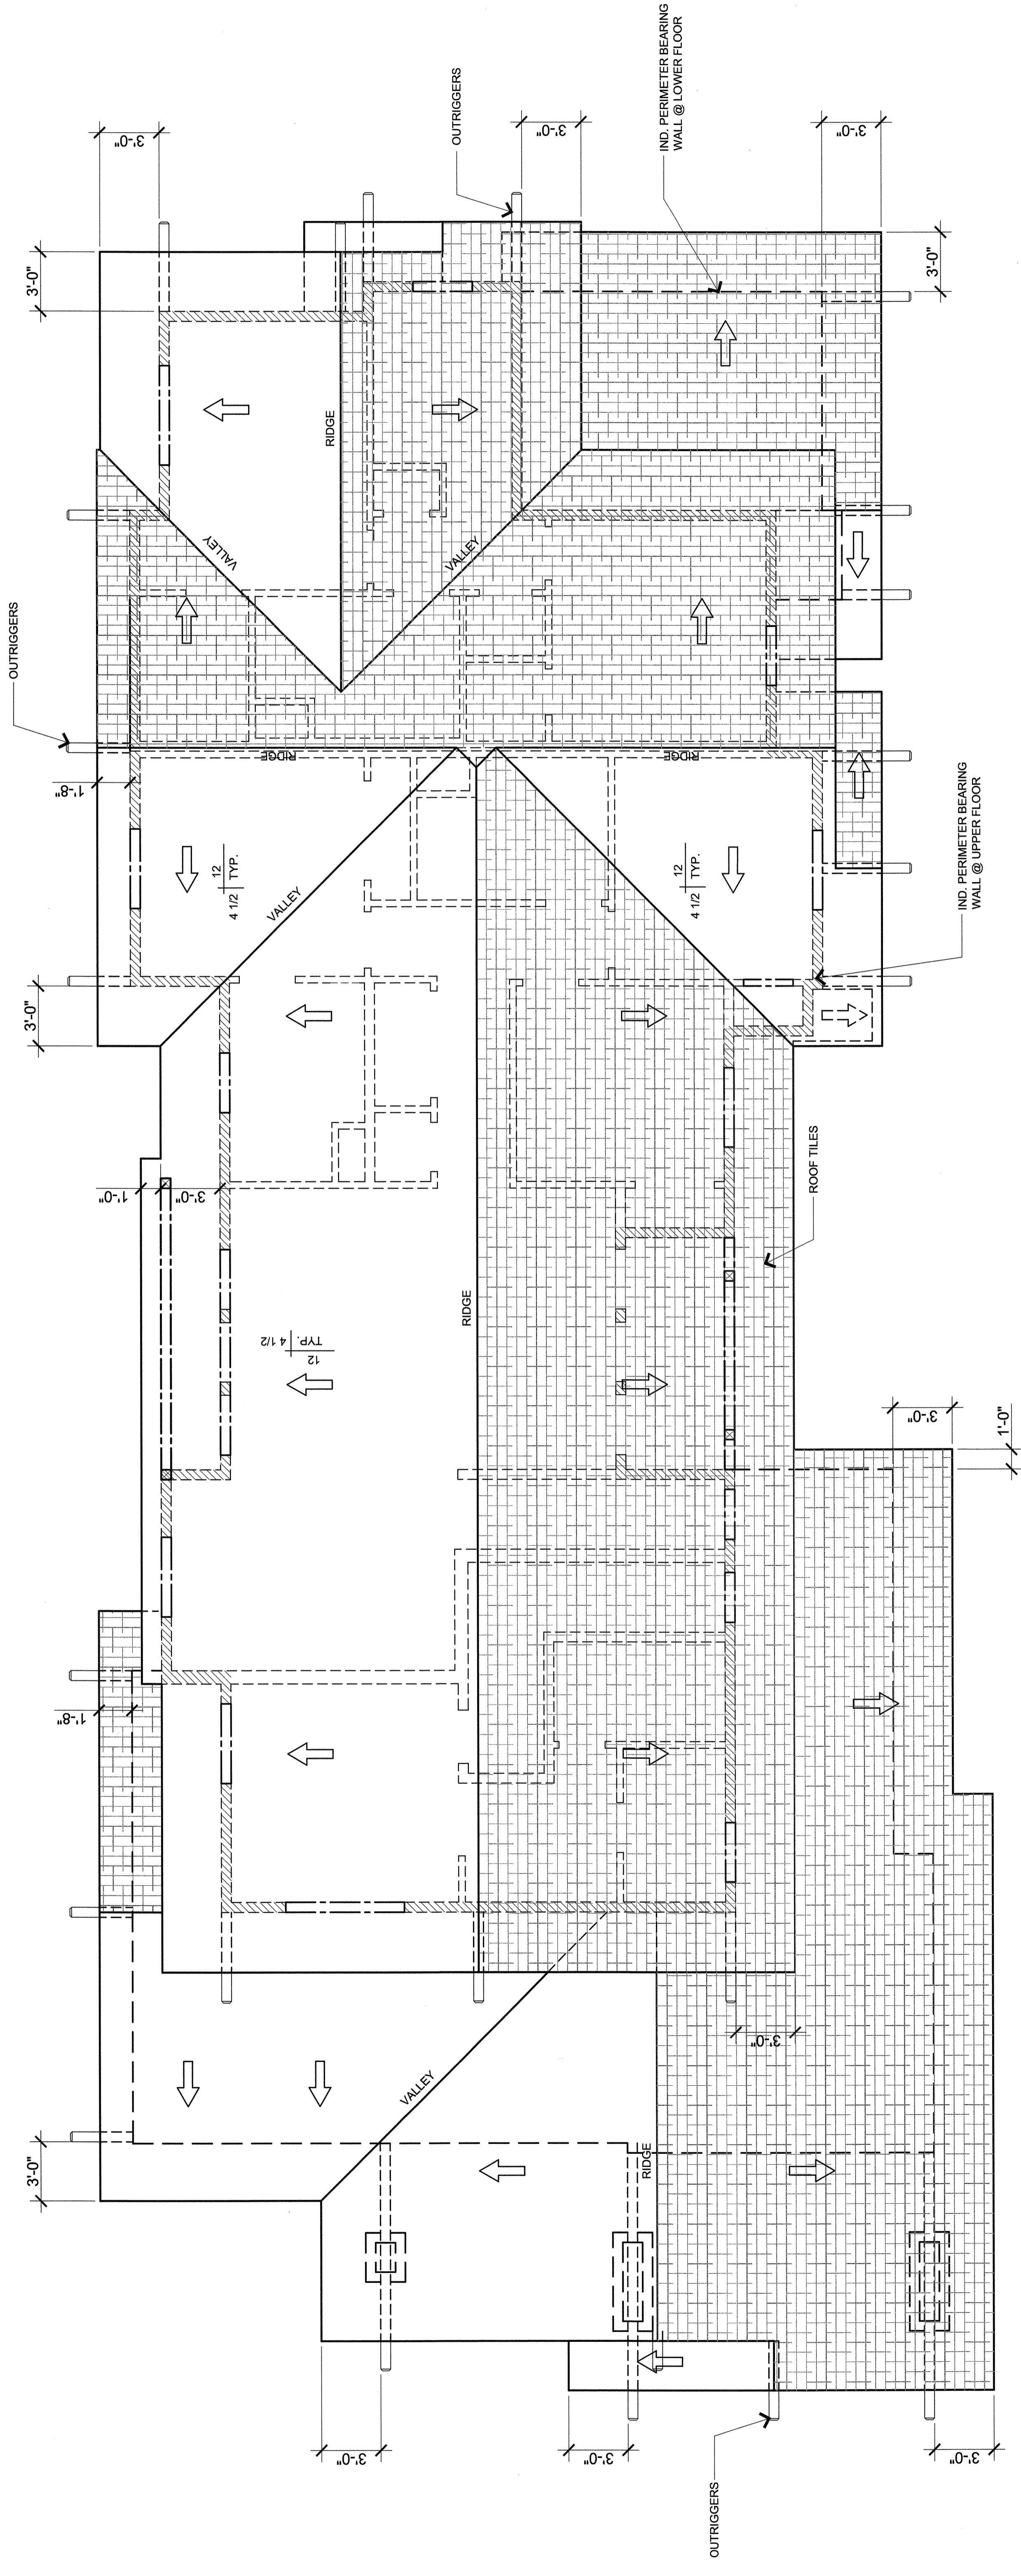 3'-0"
OUTRIGGERS
3'-0"
IND. PERIMETER BEARING
WALL @ LOWER FLOOR
3'-0"
3'-0"
3'-0"
RIDGE
VALLEY
VALLEY
OUTRIGGERS
RIDGE
RIDGE
1'-8"
12
4 1/2
TYP.
12
4 1/2
TYP.
IND. PERIMETER BEARING
WALL @ UPPER FLOOR
VALLEY
3'-0"
1'-0"
3'-0"
ROOF TILES
RIDGE
12
4 1/2
TYP.
3'-0"
1'-0"
1'-8"
3'-0"
VALLEY
3'-0"
RIDGE
3'-0"
3'-0"
3'-0"
OUTRIGGERS